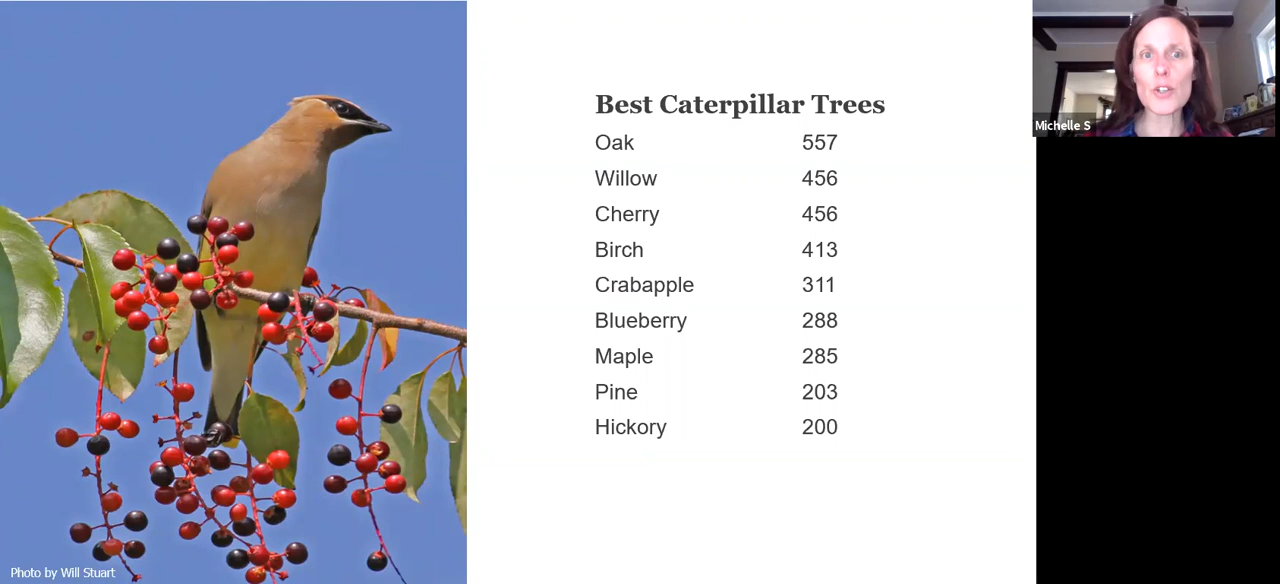 Best Caterpillar Trees
Oak 557
Willow 456
Cherry 456
Birch 413
Crabapple 311
Blueberry 288
Maple 285
Pine 203
Hickory 200
Michelle S
Photo by Will Stuart